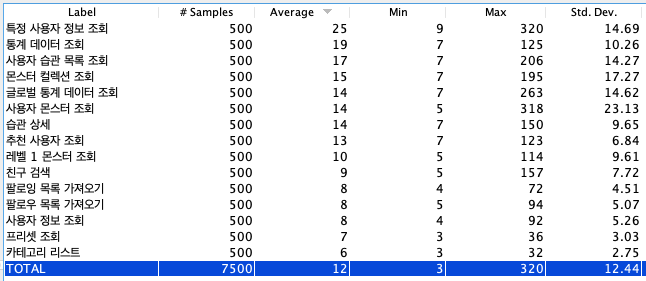 Label # Samples Average Min Max Std. Dev.
특정 사용자 정보 조회 500 25 9 320 14.69
통계 데이터 조회 500 19 7 125 10.26
사용자 습관 목록 조회 500 17 7 206 14.27
몬스터 컬렉션 조회 500 15 7 195 17.27
글로벌 통계 데이터 조회 500 14 7 263 14.62
사용자 몬스터 조회 500 14 5 318 23.13
습관 상세 500 14 7 150 9.65
추천 사용자 조회 500 13 7 123 6.84
레벨 1 몬스터 조회 500 10 5 114 9.61
친구 검색 500 9 5 157 7.72
팔로잉 목록 가져오기 500 8 4 72 4.51
팔로우 목록 가져오기 500 8 5 94 5.07
사용자 정보 조회 500 8 4 92 5.26
프리셋 조회 500 7 3 36 3.03
카테고리 리스트 500 6 3 32 2.75
TOTAL 7500 12 3 320 12.44